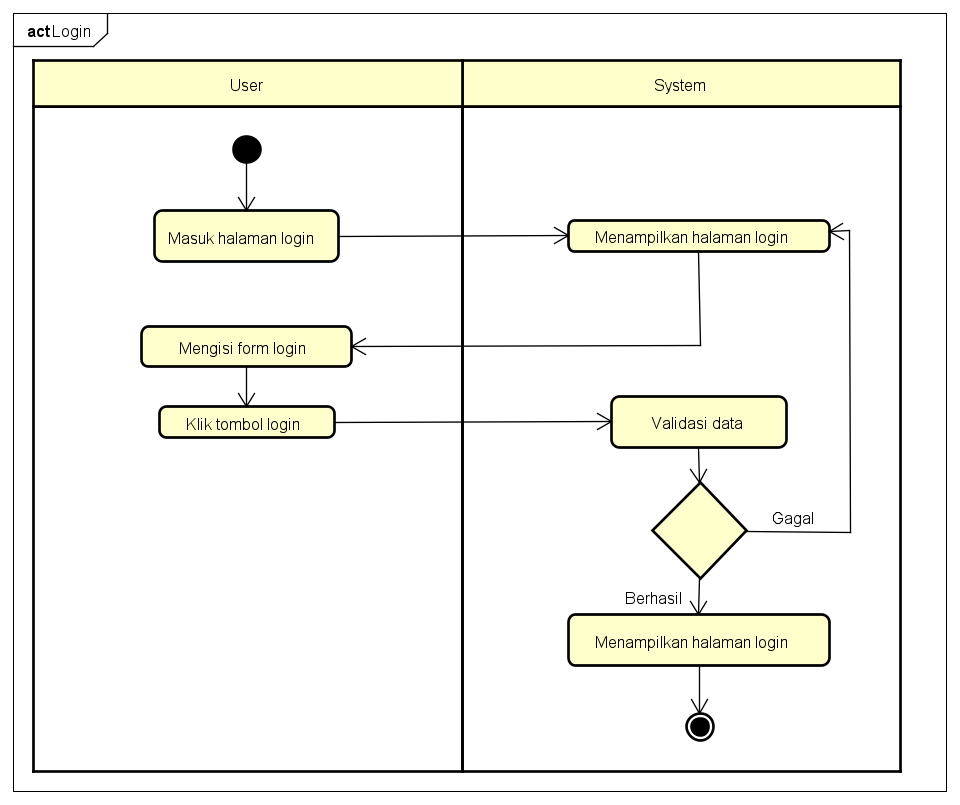 act Login
User
System
Masuk halaman login
Menampilkan halaman login
Mengisi form login
Klik tombol login
Validasi data
Gagal
Berhasil
Menampilkan halaman login